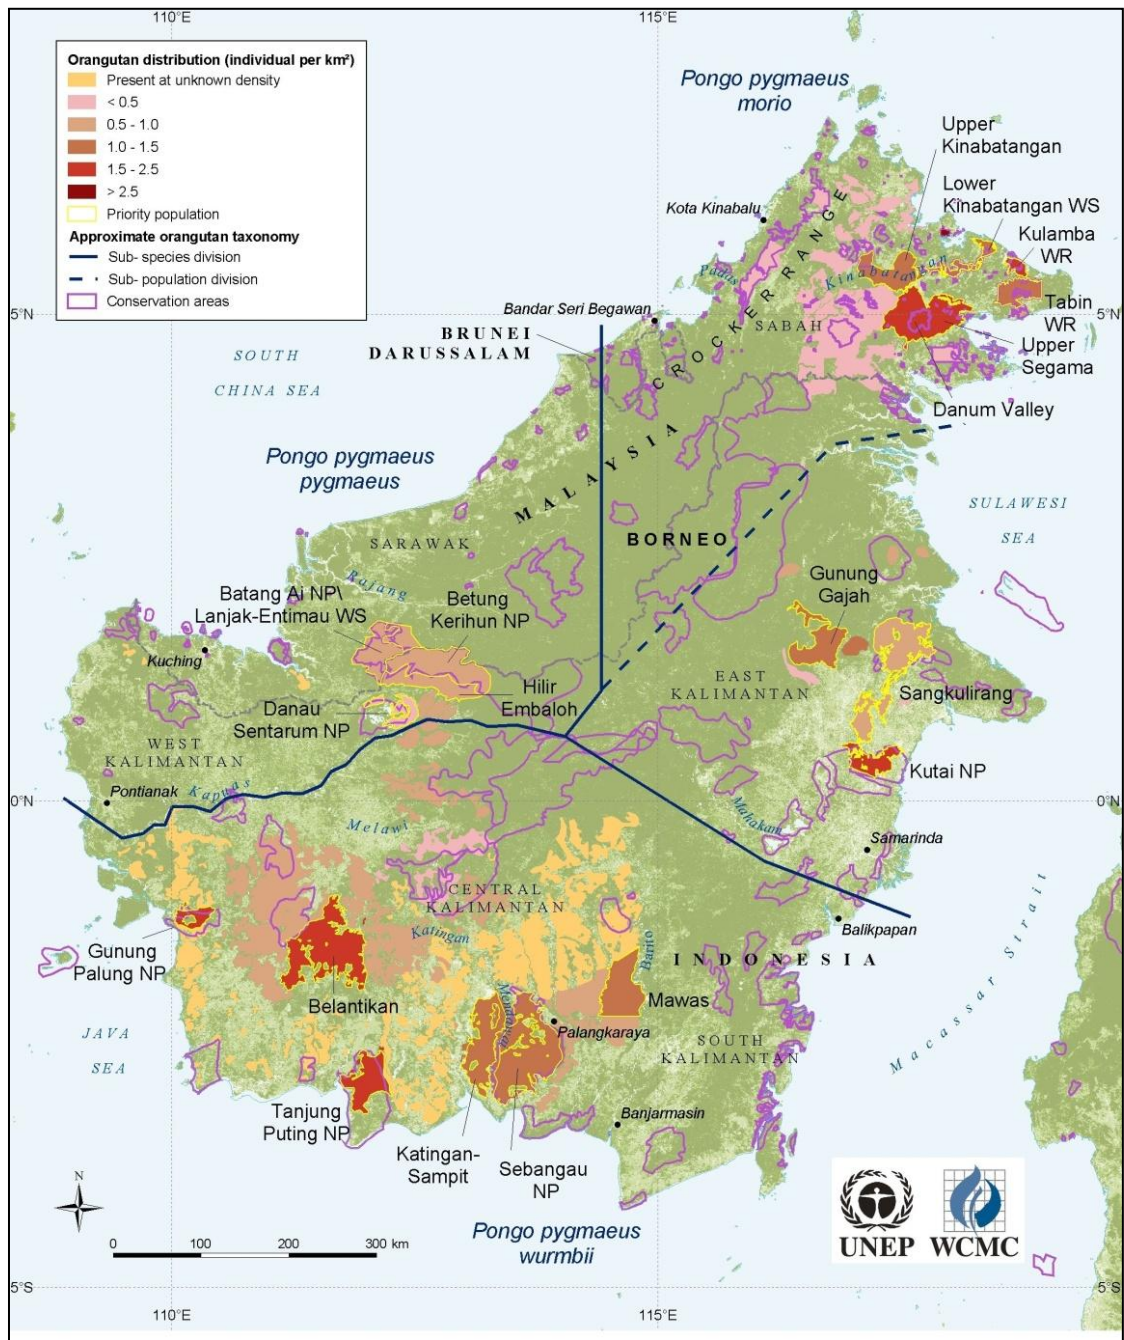 110°E
115°E
Orangutan distribution (individual per km²)
Present at unknown density
< 0.5
0.5 - 1.0
1.0 - 1.5
1.5 - 2.5
> 2.5
Priority population
Approximate orangutan taxonomy
Sub- species division
Sub- population division
Conservation areas
Pongo pygmaeus
morio
Upper
Kinabatangan
Lower
Kinabatangan WS
Kulamba
WR
Kota Kinabalu
CROCKER RANGE
Padas
Kinabatangan
Tabin
WR
Bandar Seri Begawan
5°N
5°N
SABAH
BRUNEI
DARUSSALAM
Upper
Segama
SOUTH
CHINA SEA
Danum Valley
Pongo pygmaeus
pygmaeus
MALAYSIA
SULAWESI
SEA
BORNEO
SARAWAK
Rajang
Gunung
Gajah
Batang Ai NP\
Lanjak-Entimau WS
Betung
Kerihun NP
Kuching
EAST
KALIMANTAN
Hilir
Embaloh
Sangkulirang
Danau
Sentarum NP
WEST
KALIMANTAN
Kutai NP
Kapuas
Pontianak
0°N
0°N
Melawi
Mahakam
Samarinda
CENTRAL
KALIMANTAN
Balikpapan
Katingan
Barito
INDONESIA
Gunung
Palung NP
Belantikan
Mawas
Palangkaraya
Macassar Strait
JAVA
SEA
SOUTH
KALIMANTAN
Tanjung
Puting NP
Banjarmasin
Katingan-
Sampit
Sebangau
NP
N
Pongo pygmaeus
wurmbii
UNEP WCMC
0 100 200 300 km
5°S
5°S
110°E
115°E